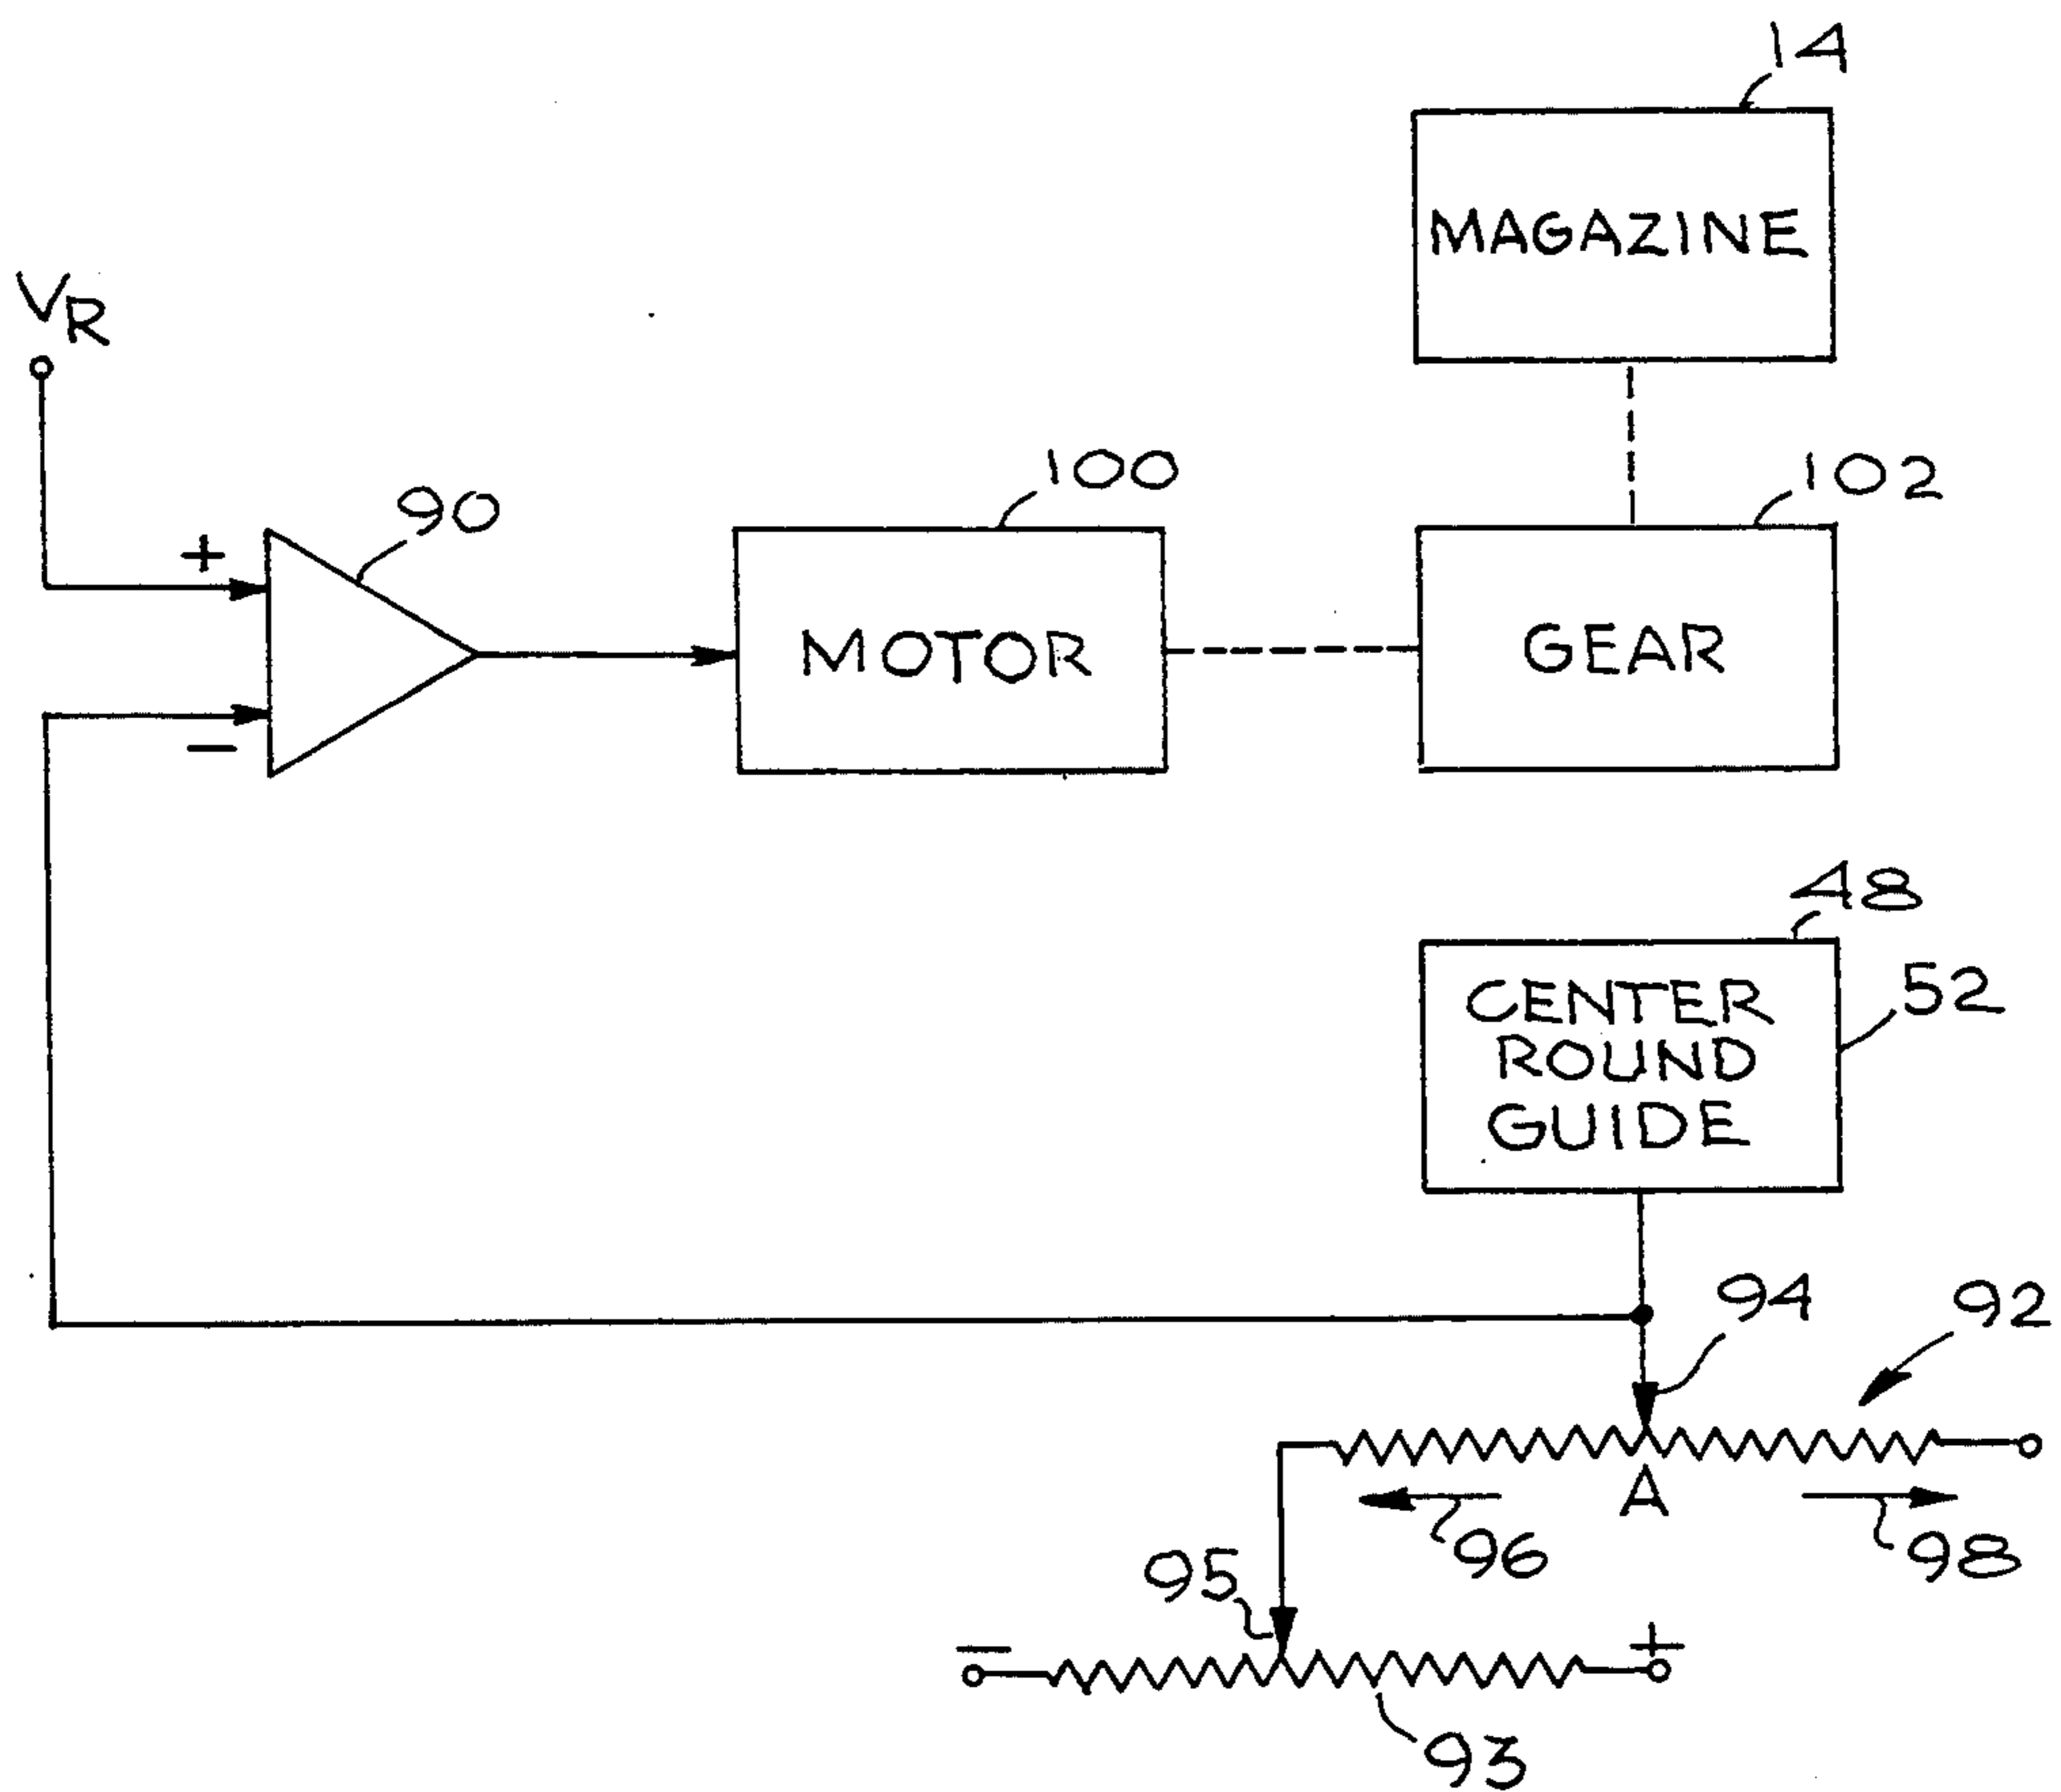 14
MAGAZINE
VR
100
102
90
+
MOTOR
GEAR
−
48
CENTER
ROUND
GUIDE
52
94
92
A
96
98
95
−
+
93